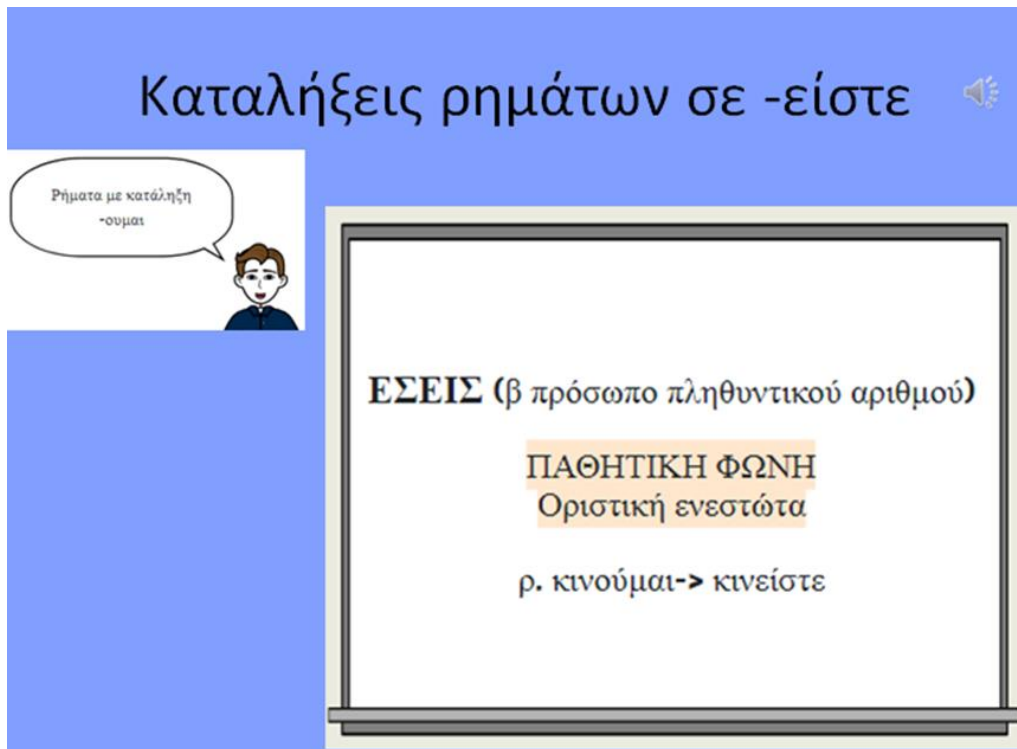 Καταλήξεις ρημάτων σε -είστε
Ρήματα με κατάληξη
-ουμαι
ΕΣΕΙΣ (β πρόσωπο πληθυντικού αριθμού)
ΠΑΘΗΤΙΚΗ ΦΩΝΗ
Οριστική ενεστώτα
ρ. κινούμαι-> κινείστε